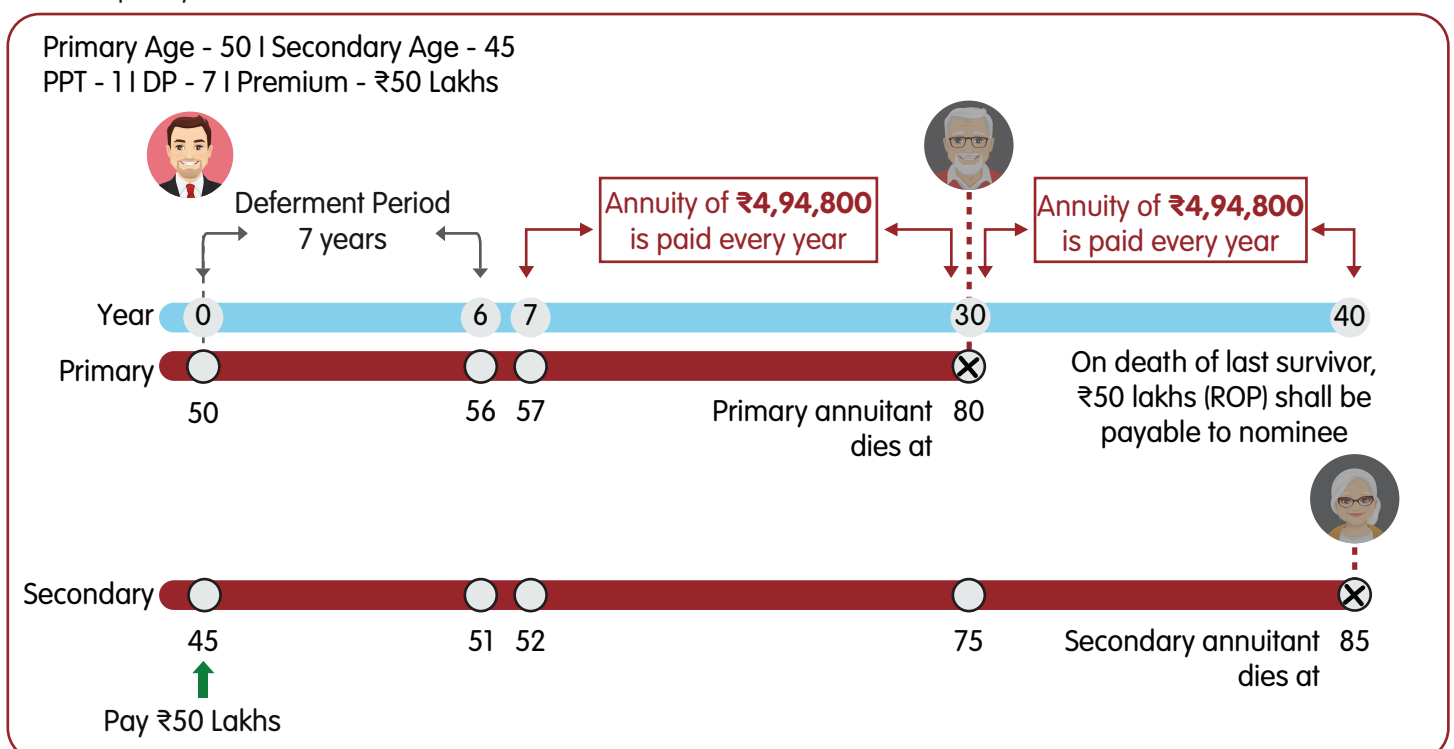 Primary Age - 50 I Secondary Age - 45
PPT - 1 I DP - 7 I Premium - ₹50 Lakhs
Deferment Period
7 years
Annuity of ₹4,94,800
is paid every year
Annuity of ₹4,94,800
is paid every year
Year 0 6 7 30 40
Primary
50 56 57 80
Primary annuitant
dies at
On death of last survivor,
₹50 lakhs (ROP) shall be
payable to nominee
Secondary
45 51 52 75 85
Secondary annuitant
dies at
Pay ₹50 Lakhs